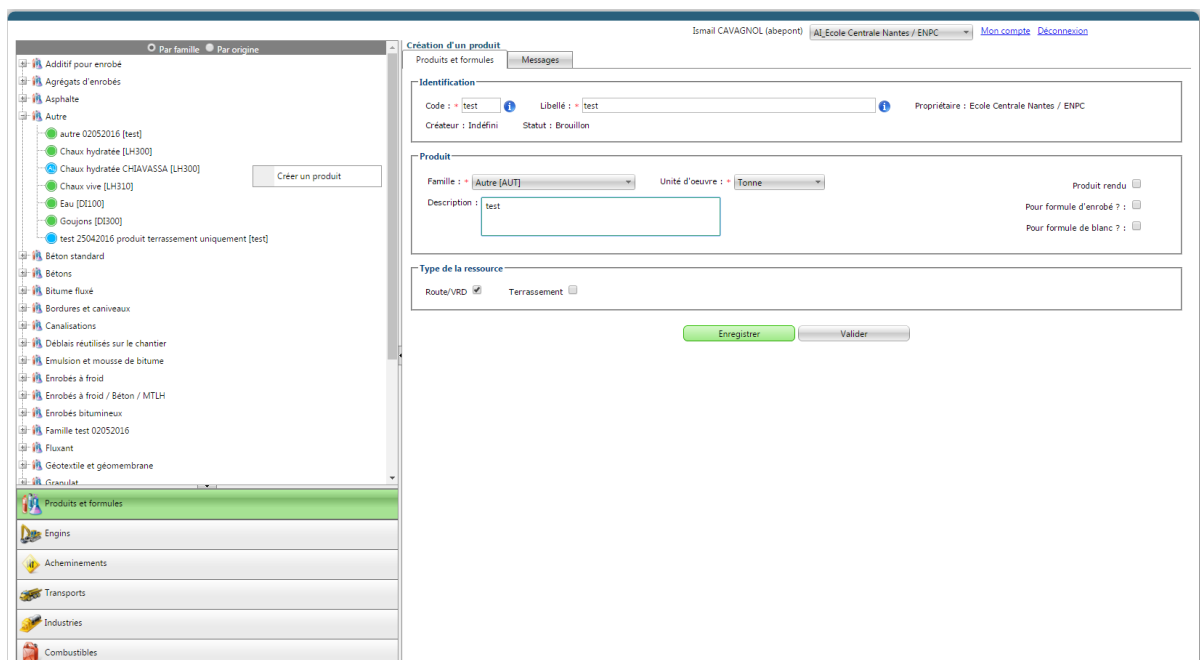 Ismail CAVAGNOL (abepont) AI_Ecole Centrale Nantes / ENPC Mon compte Déconnexion
Par famille Par origine
Additif pour enrobé
Agrégats d'enrobés
Asphalte
Autre
autre 02052016 [test]
Chaux hydratée [LH300]
Chaux hydratée CHIAVASSA [LH300]
Chaux vive [LH310]
Eau [DI100]
Goujons [DI300]
test 25042016 produit terrassement uniquement [test]
Béton standard
Bétons
Bitume fluxé
Bordures et caniveaux
Canalisations
Déblais réutilisés sur le chantier
Emulsion et mousse de bitume
Enrobés à froid
Enrobés à froid / Béton / MTLH
Enrobés bitumineux
Famille test 02052016
Fluxant
Géotextile et géomembrane
Granulat
Créer un produit
Produits et formules
Engins
Acheminements
Transports
Industries
Combustibles
Création d'un produit
Produits et formules Messages
Identification
Code : * test Libellé : * test Propriétaire : Ecole Centrale Nantes / ENPC
Créateur : Indéfini Statut : Brouillon
Produit
Famille : * Autre [AUT] Unité d'oeuvre : * Tonne Produit rendu
Description : test Pour formule d'enrobé ? :
Pour formule de blanc ? :
Type de la ressource
Route/VRD Terrassement
Enregistrer Valider